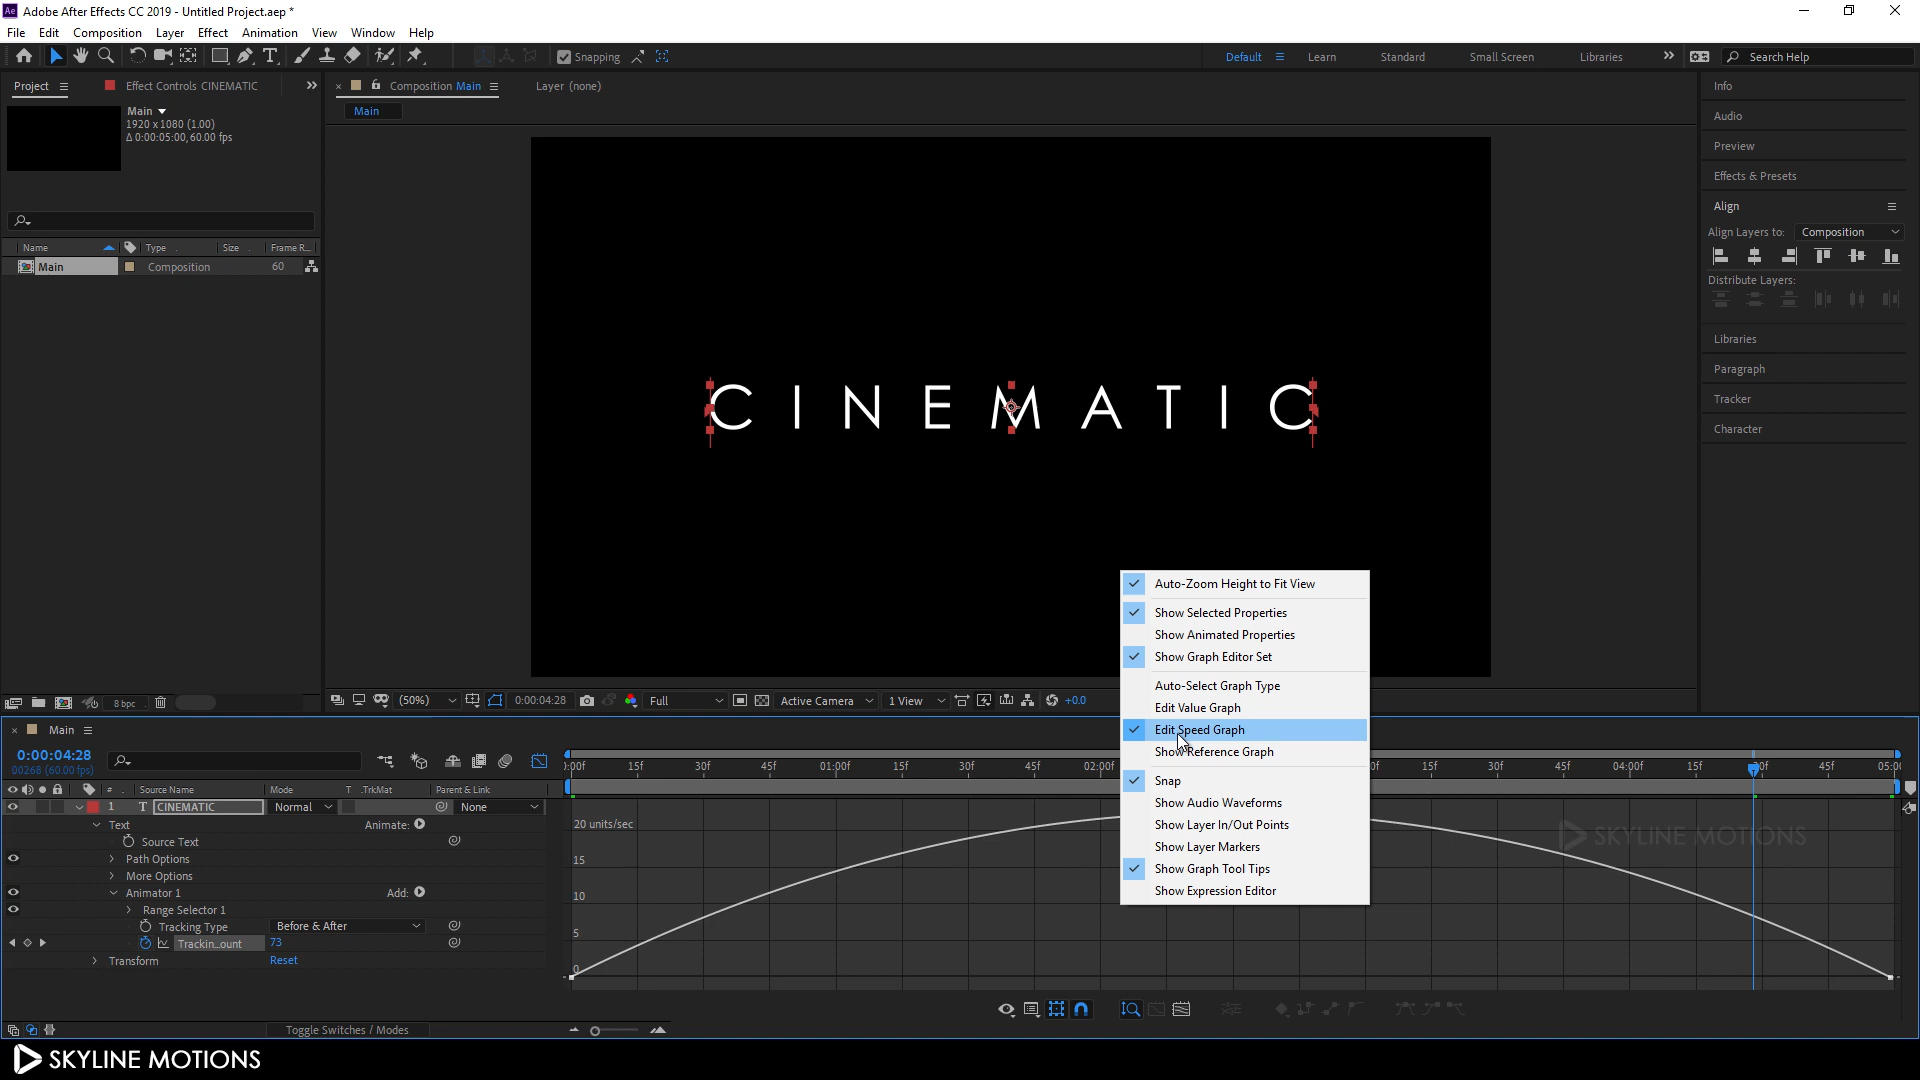 Ae Adobe After Effects CC 2019 - Untitled Project.aep *
File Edit Composition Layer Effect Animation View Window Help
Snapping Default Learn Standard Small Screen Libraries Search Help
Project Effect Controls CINEMATIC Composition Main Layer (none) Info
Main
Main
1920 x 1080 (1.00)
Δ 0:00:05:00, 60.00 fps
Audio
Preview
Effects & Presets
Align
Align Layers to: Composition
Distribute Layers:
Libraries
Paragraph
Tracker
Character
Name Type Size Frame R...
Main Composition 60
CINEMATIC
8 bpc
(50%) 0:00:04:28 Full Active Camera 1 View +0.0
Auto-Zoom Height to Fit View
Show Selected Properties
Show Animated Properties
Show Graph Editor Set
Auto-Select Graph Type
Edit Value Graph
Edit Speed Graph
Show Reference Graph
Snap
Show Audio Waveforms
Show Layer In/Out Points
Show Layer Markers
Show Graph Tool Tips
Show Expression Editor
Main
0:00:04:28
00268 (60.00 fps)
:00f 15f 30f 45f 01:00f 15f 30f 45f 02:00f 0f 15f 30f 45f 04:00f 15f 30f 45f 05:0
# Source Name Mode T .TrkMat Parent & Link
1 T CINEMATIC Normal None
Text Animate:
Source Text
Path Options
More Options
Animator 1 Add:
Range Selector 1
Tracking Type Before & After
Trackin...ount 73
Transform Reset
20 units/sec
15
10
5
0
SKYLINE MOTIONS
Toggle Switches / Modes
SKYLINE MOTIONS